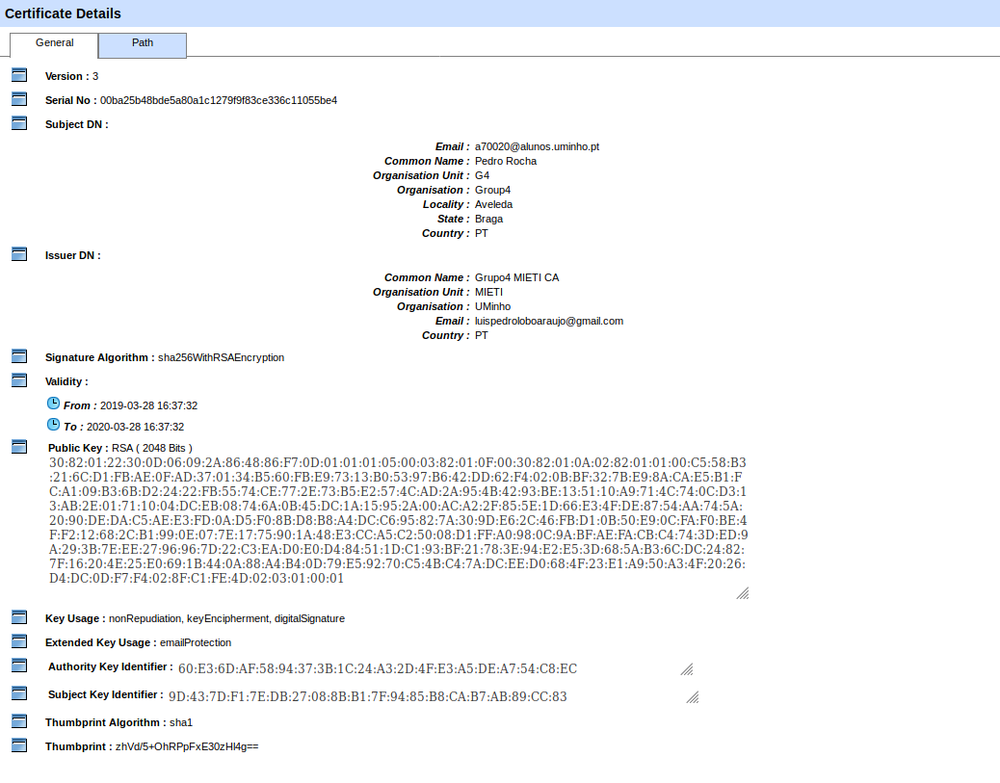 Certificate Details
General
Path
Version : 3
Serial No : 00ba25b48bde5a80a1c1279f9f83ce336c11055be4
Subject DN :
Email : a70020@alunos.uminho.pt
Common Name : Pedro Rocha
Organisation Unit : G4
Organisation : Group4
Locality : Aveleda
State : Braga
Country : PT
Issuer DN :
Common Name : Grupo4 MIETI CA
Organisation Unit : MIETI
Organisation : UMinho
Email : luispedroloboaraujo@gmail.com
Country : PT
Signature Algorithm : sha256WithRSAEncryption
Validity :
From : 2019-03-28 16:37:32
To : 2020-03-28 16:37:32
Public Key : RSA ( 2048 Bits )
30:82:01:22:30:0D:06:09:2A:86:48:86:F7:0D:01:01:01:05:00:03:82:01:0F:00:30:82:01:0A:02:82:01:01:00:C5:58:B3
:21:6C:D1:FB:AE:0F:AD:37:01:34:B5:60:FB:E9:73:13:B0:53:97:B6:42:DD:62:F4:02:0B:BF:32:7B:E9:8A:CA:E5:B1:F
C:A1:09:B3:6B:D2:24:22:FB:55:74:CE:77:2E:73:B5:E2:57:4C:AD:2A:95:4B:42:93:BE:13:51:10:A9:71:4C:74:0C:D3:1
3:AB:2E:01:71:10:04:DC:EB:08:74:6A:0B:45:DC:1A:15:95:2A:00:AC:A2:2F:85:5E:1D:66:E3:4F:DE:87:54:AA:74:5A:
20:90:DE:DA:C5:AE:E3:FD:0A:D5:F0:8B:D8:B8:A4:DC:C6:95:82:7A:30:9D:E6:2C:46:FB:D1:0B:50:E9:0C:FA:F0:BE:4
F:F2:12:68:2C:B1:99:0E:07:7E:17:75:90:1A:48:E3:CC:A5:C2:50:08:D1:FF:A0:98:0C:9A:BF:AE:FA:CB:C4:74:3D:ED:9
A:29:3B:7E:EE:27:96:96:7D:22:C3:EA:D0:E0:D4:84:51:1D:C1:93:BF:21:78:3E:94:E2:E5:3D:68:5A:B3:6C:DC:24:82:
7F:16:20:4E:25:E0:69:1B:44:0A:88:A4:B4:0D:79:E5:92:70:C5:4B:C4:7A:DC:EE:D0:68:4F:23:E1:A9:50:A3:4F:20:26:
D4:DC:0D:F7:F4:02:8F:C1:FE:4D:02:03:01:00:01
Key Usage : nonRepudiation, keyEncipherment, digitalSignature
Extended Key Usage : emailProtection
Authority Key Identifier : 60:E3:6D:AF:58:94:37:3B:1C:24:A3:2D:4F:E3:A5:DE:A7:54:C8:EC
Subject Key Identifier : 9D:43:7D:F1:7E:DB:27:08:8B:B1:7F:94:85:B8:CA:B7:AB:89:CC:83
Thumbprint Algorithm : sha1
Thumbprint : zhVd/5+OhRPpFxE30zHl4g==